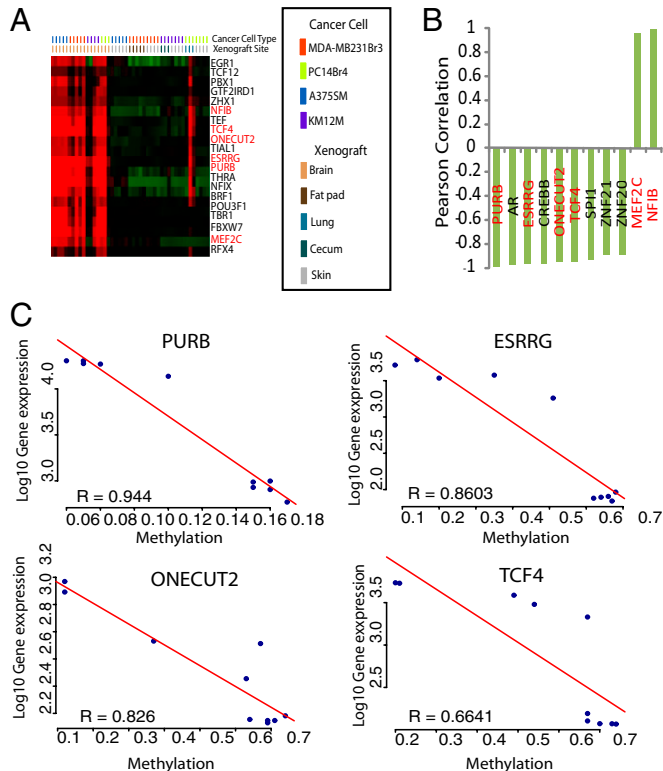 A
Cancer Cell Type
Xenograft Site
EGR1
TCF12
PBX1
GTF2IRD1
ZHX1
NFIB
TEF
TCF4
ONECUT2
TIAL1
ESRRG
PURB
THRA
NFIX
BRF1
POU3F1
TBR1
FBXW7
MEF2C
RFX4
Cancer Cell
MDA-MB231Br3
PC14Br4
A375SM
KM12M
Xenograft
Brain
Fat pad
Lung
Cecum
Skin
B
Pearson Correlation
1
0.8
0.6
0.4
0.2
0
-0.2
-0.4
-0.6
-0.8
-1
PURB
AR
ESRRG
CREBB
ONECUT2
TCF4
SPI1
ZNF21
ZNF20
MEF2C
NFIB
C
PURB
Log10 Gene exxpression
4.0
3.5
3.0
R = 0.944
0.06 0.08 0.10 0.12 0.14 0.16 0.18
Methylation
ESRRG
Log10 Gene exxpression
3.5
3.0
2.5
2.0
R = 0.8603
0.1 0.2 0.3 0.4 0.5 0.6 0.7
Methylation
ONECUT2
Log10 Gene exxpression
3.2
3.0
2.8
2.6
2.4
2.2
R = 0.826
0.1 0.2 0.3 0.4 0.5 0.6 0.7
Methylation
TCF4
Log10 Gene exxpression
3.5
3.0
2.5
R = 0.6641
0.2 0.3 0.4 0.5 0.6 0.7
Methylation